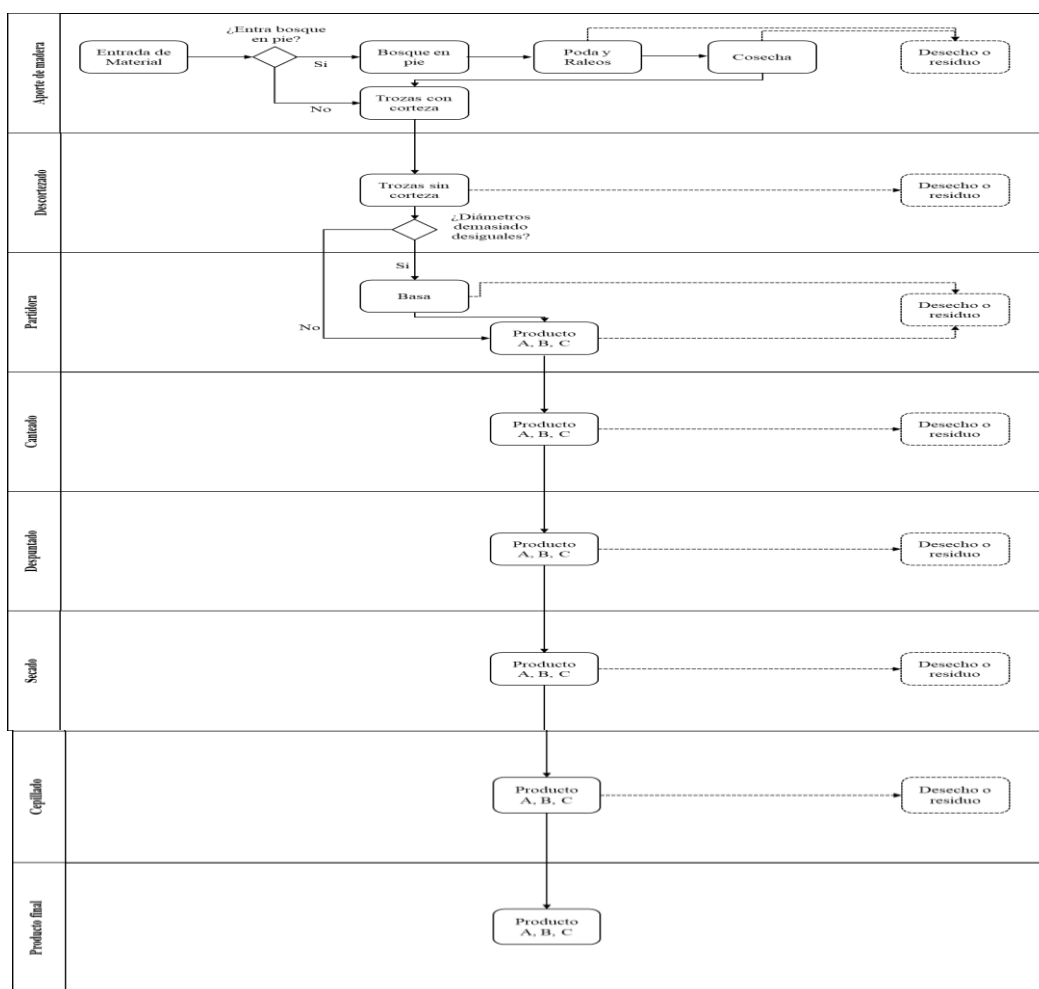 Aporte de madera
¿Entra bosque
en pie?
Entrada de
Material
Si
Bosque en
pie
Poda y
Raleos
Cosecha
Desecho o
residuo
No
Trozas con
corteza
Descortezado
Trozas sin
corteza
Desecho o
residuo
¿Diámetros
demasiado
desiguales?
Partidora
Si
Basa
Desecho o
residuo
No
Producto
A, B, C
Canteado
Producto
A, B, C
Desecho o
residuo
Despuntado
Producto
A, B, C
Desecho o
residuo
Secado
Producto
A, B, C
Desecho o
residuo
Cepillado
Producto
A, B, C
Desecho o
residuo
Producto final
Producto
A, B, C